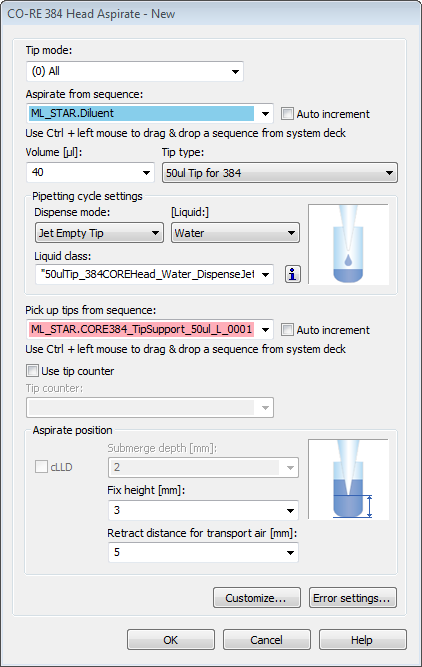 CO-RE 384 Head Aspirate - New
Tip mode:
(0) All
Aspirate from sequence:
ML_STAR.Diluent
Auto increment
Use Ctrl + left mouse to drag & drop a sequence from system deck
Volume [µl]:
Tip type:
40
50ul Tip for 384
Pipetting cycle settings
Dispense mode:
[Liquid:]
Jet Empty Tip
Water
Liquid class:
"50ulTip_384COREHead_Water_DispenseJet
Pick up tips from sequence:
ML_STAR.CORE384_TipSupport_50ul_L_0001
Auto increment
Use Ctrl + left mouse to drag & drop a sequence from system deck
Use tip counter
Tip counter:
Aspirate position
Submerge depth [mm]:
cLLD
2
Fix height [mm]:
3
Retract distance for transport air [mm]:
5
Customize...
Error settings...
OK
Cancel
Help